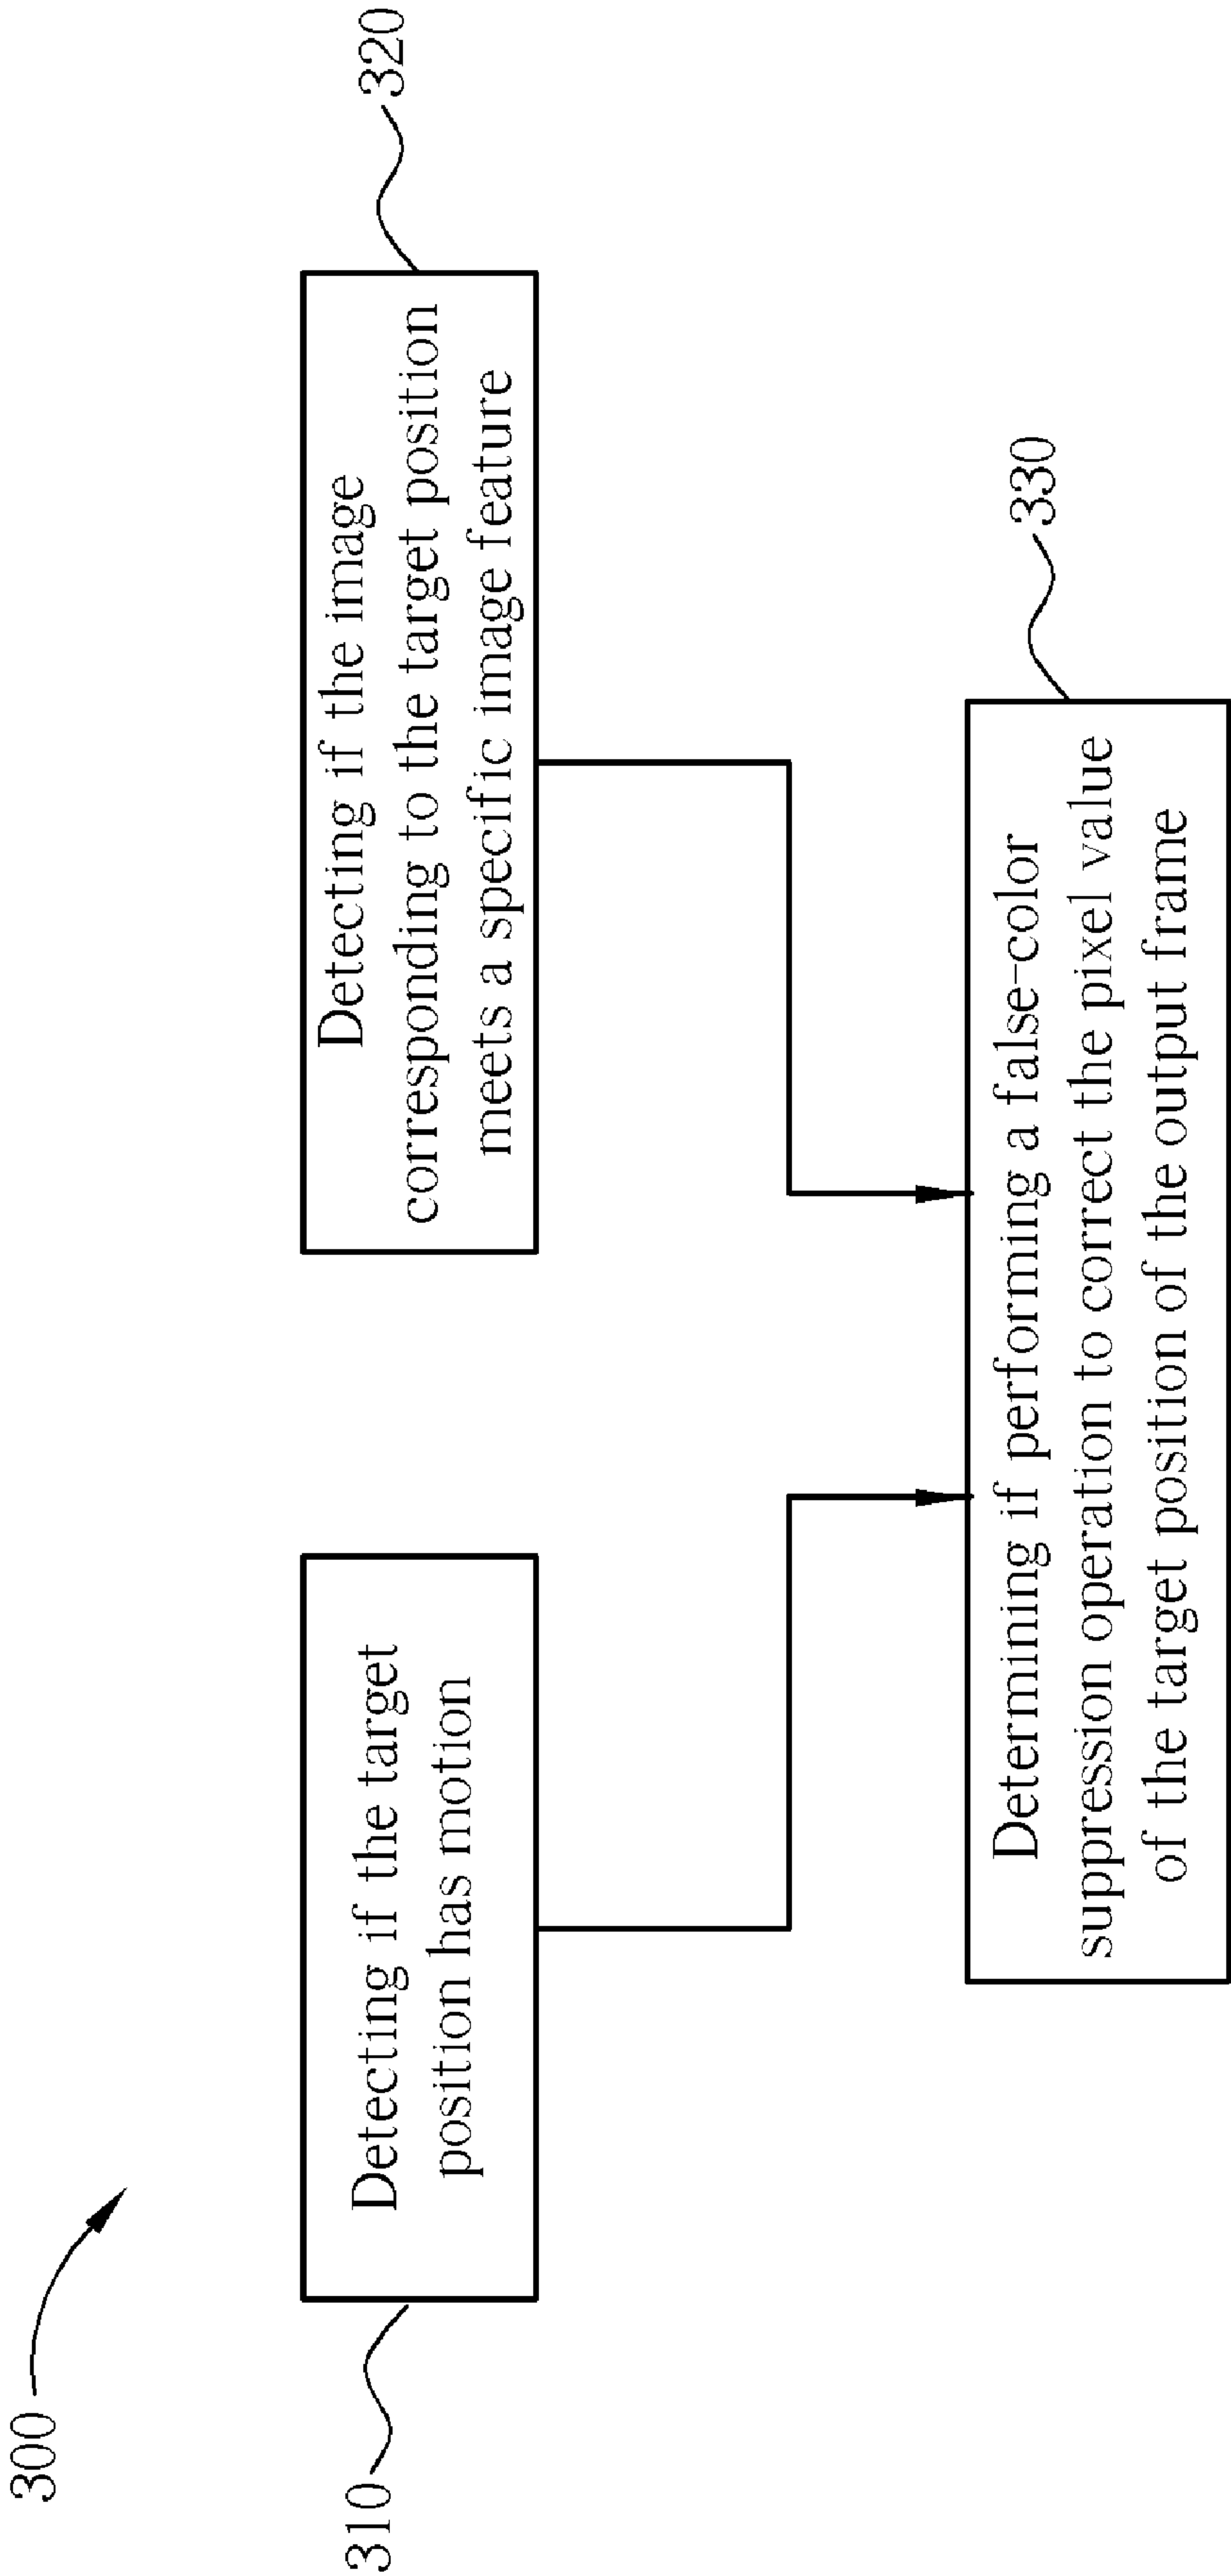 300
310
Detecting if the target
position has motion
320
Detecting if the image
corresponding to the target position
meets a specific image feature
330
Determining if performing a false-color
suppression operation to correct the pixel value
of the target position of the output frame